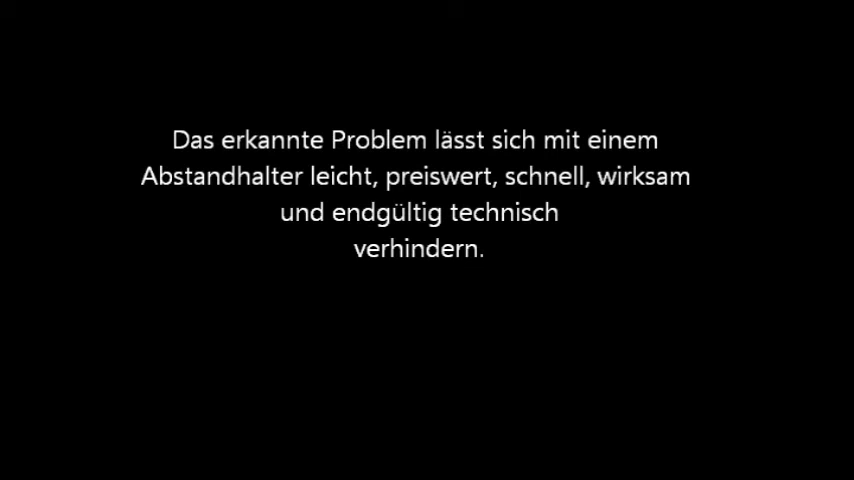 Das erkannte Problem lässt sich mit einem
Abstandhalter leicht, preiswert, schnell, wirksam
und endgültig technisch
verhindern.